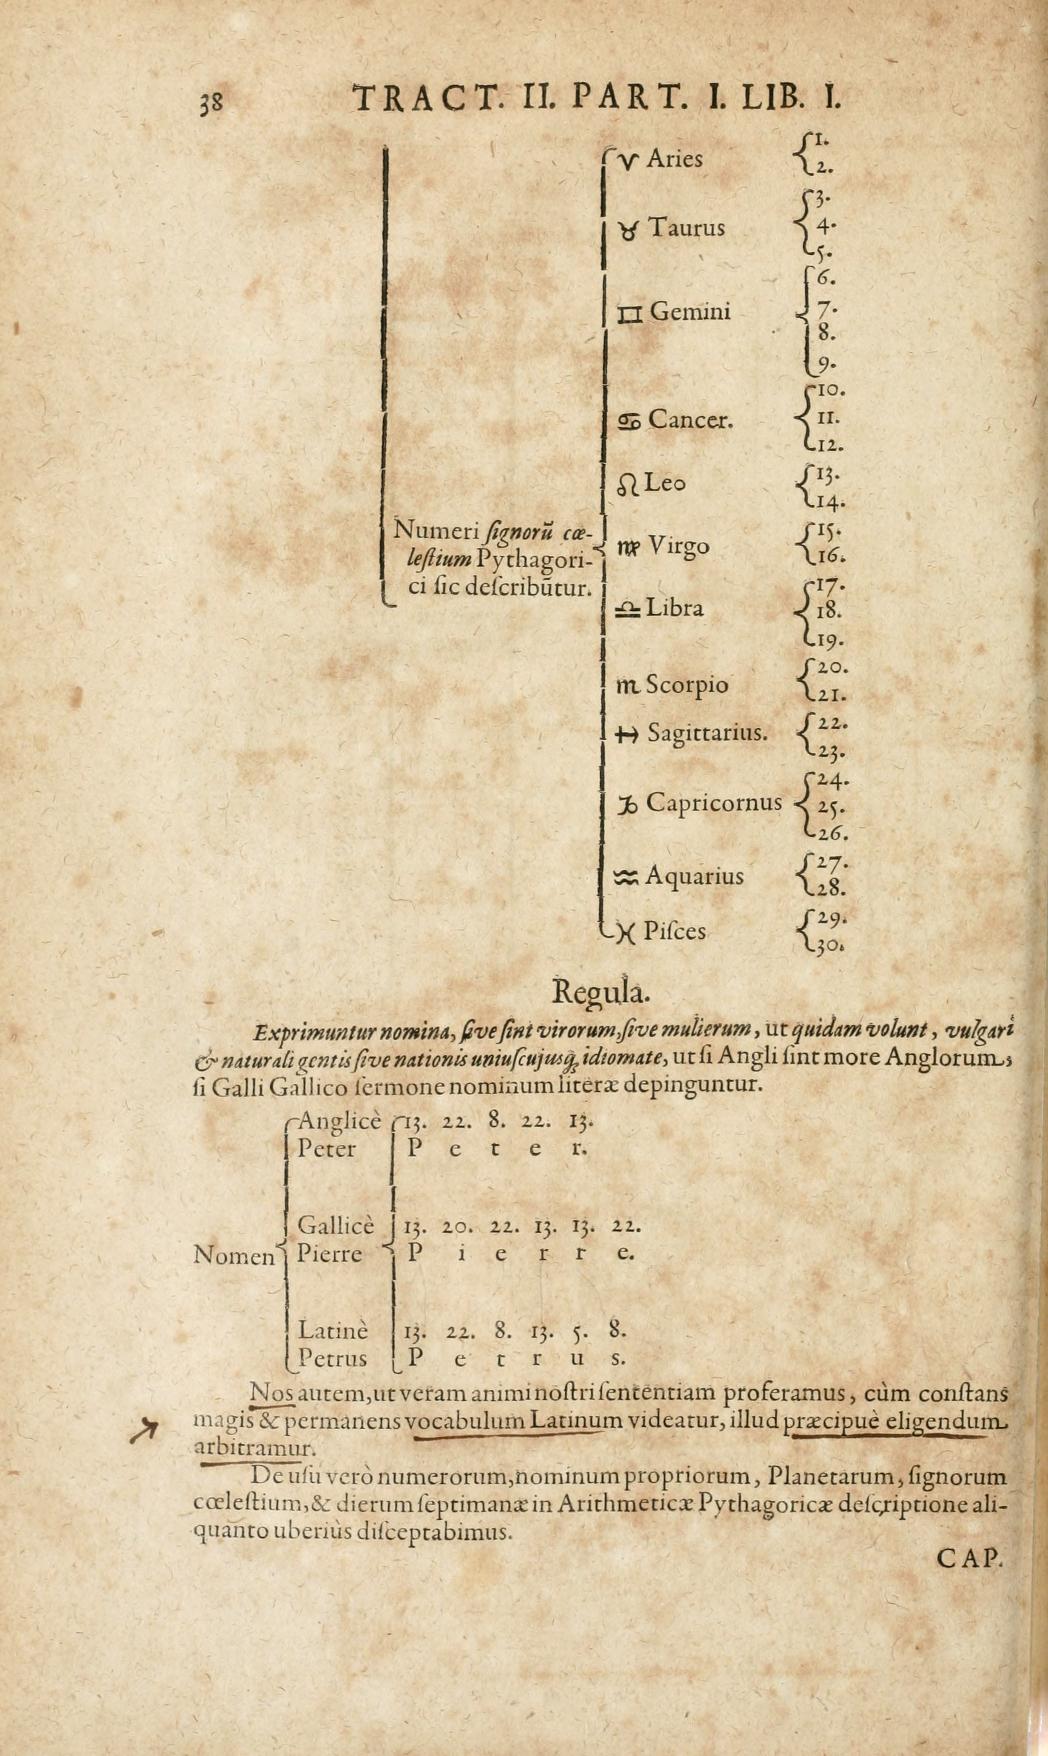 38 TRACT. II. PART. I. LIB. I.
♈ Aries 1.
2.
3.
♉ Taurus 4.
5.
6.
♊ Gemini 7.
8.
9.
10.
♋ Cancer. 11.
12.
♌ Leo 13.
14.
Numeri ſignorũ cœ-
leſtium Pythagori-
ci ſic deſcribũtur.
♍ Virgo 15.
16.
17.
♎ Libra 18.
19.
♏ Scorpio 20.
21.
♐ Sagittarius. 22.
23.
24.
♑ Capricornus 25.
26.
♒ Aquarius 27.
28.
♓ Piſces 29.
30.
Regula.
Exprimuntur nomina, ſive ſint virorum, ſive mulierum, ut quidam volunt, vulgari
& naturali gentis ſive nationis uniuſcujusq; idiomate, ut ſi Angli ſint more Anglorum,
ſi Galli Gallico ſermone nominum literæ depinguntur.
Anglicè 13. 22. 8. 22. 13.
Peter P e t e r.
Gallicè 13. 20. 22. 13. 13. 22.
Nomen Pierre P i e r r e.
Latinè 13. 22. 8. 13. 5. 8.
Petrus P e t r u s.
Nos autem, ut veram animi noſtri ſententiam proferamus, cùm conſtans
magis & permanens vocabulum Latinum videatur, illud præcipuè eligendum
arbitramur.
De uſu verò numerorum, nominum propriorum, Planetarum, ſignorum
cœleſtium, & dierum ſeptimanæ in Arithmeticæ Pythagoricæ deſcriptione ali-
quanto uberiùs diſceptabimus.
CAP.